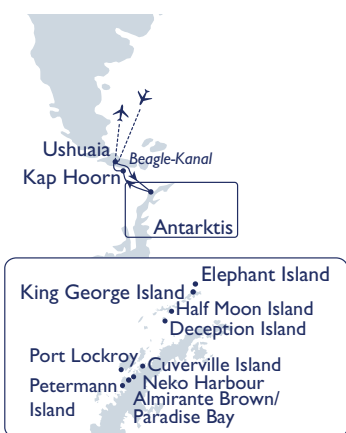 Ushuaia
Beagle-Kanal
Kap Hoorn
Antarktis
Elephant Island
King George Island
Half Moon Island
Deception Island
Port Lockroy
Cuverville Island
Petermann
Island
Neko Harbour
Almirante Brown/
Paradise Bay